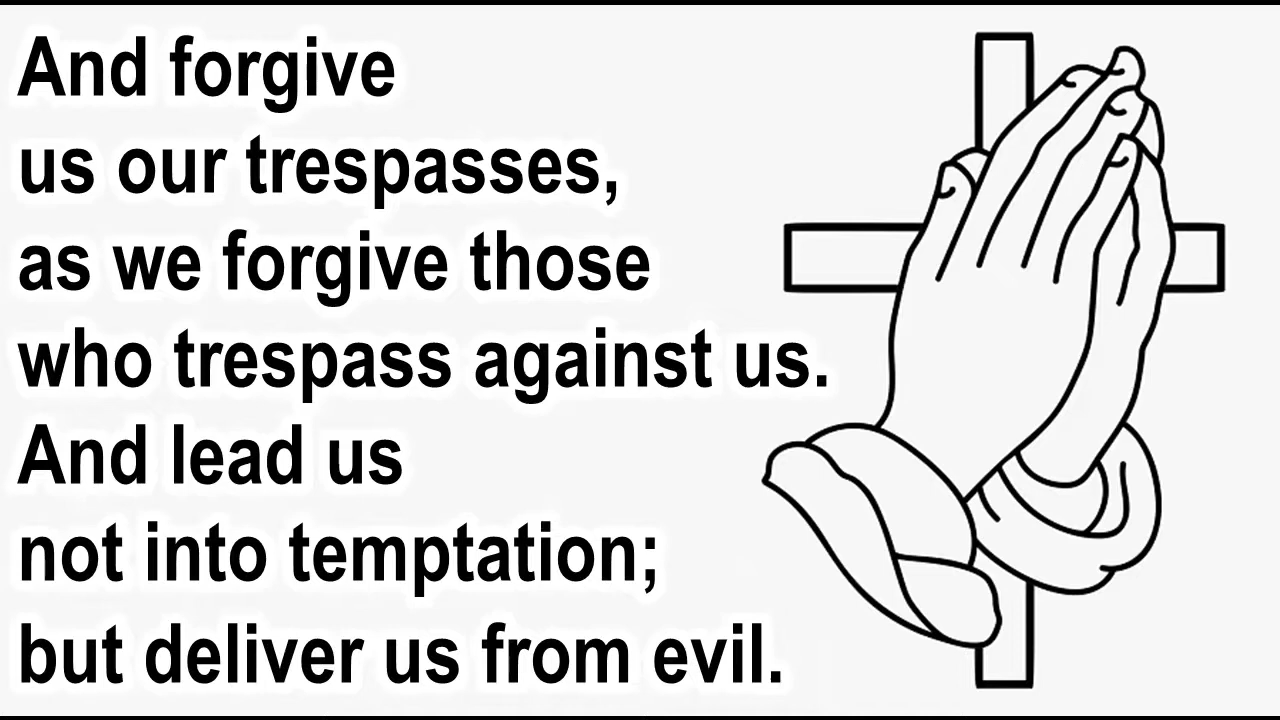 And forgive
us our trespasses,
as we forgive those
who trespass against us.
And lead us
not into temptation;
but deliver us from evil.